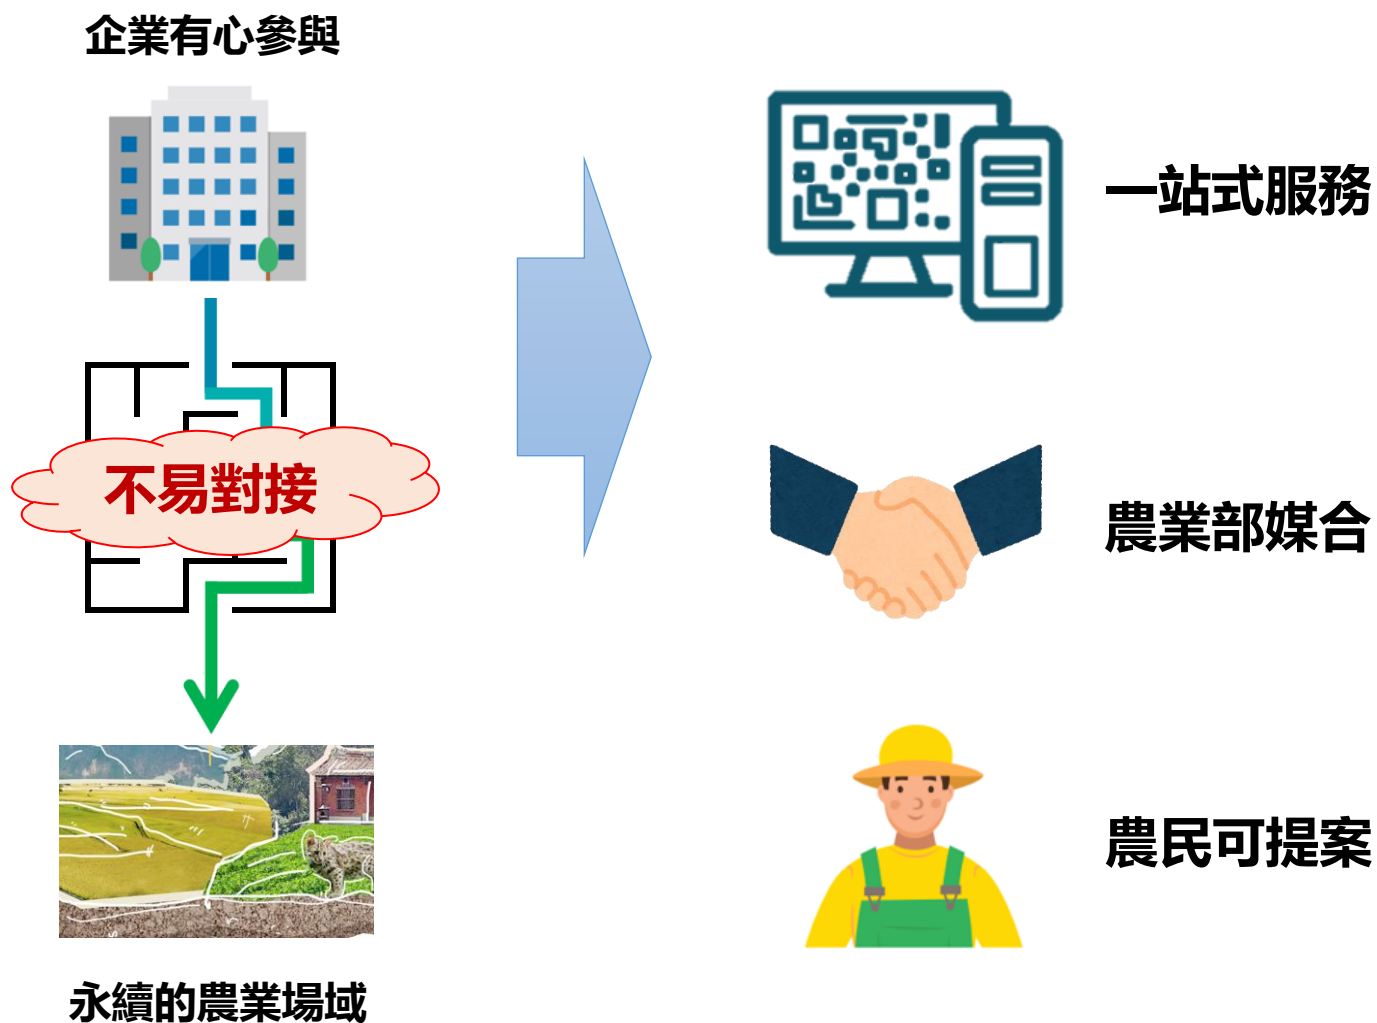 企業有心參與
不易對接
永續的農業場域
一站式服務
農業部媒合
農民可提案